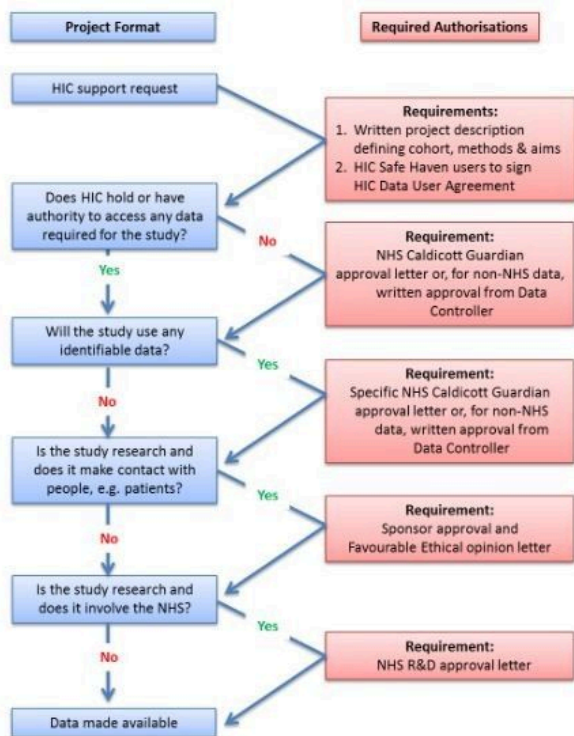 Project Format
Required Authorisations
HIC support request
Requirements:
1. Written project description
defining cohort, methods & aims
2. HIC Safe Haven users to sign
HIC Data User Agreement
Does HIC hold or have
authority to access any data
required for the study?
No
Yes
Requirement:
NHS Caldicott Guardian
approval letter or, for non-NHS data,
written approval from Data
Controller
Will the study use any
identifiable data?
Yes
No
Requirement:
Specific NHS Caldicott Guardian
approval letter or, for non-NHS
data, written approval from
Data Controller
Is the study research and
does it make contact with
people, e.g. patients?
Yes
No
Requirement:
Sponsor approval and
Favourable Ethical opinion letter
Is the study research and
does it involve the NHS?
Yes
No
Requirement:
NHS R&D approval letter
Data made available